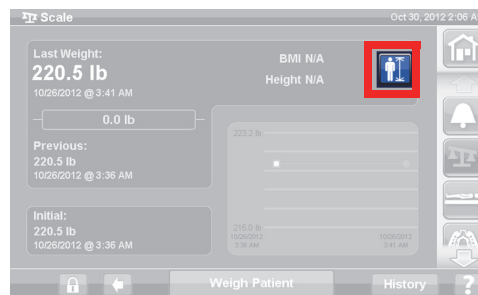 Scale
Oct 30, 2012 2:06 A
Last Weight:
220.5 lb
10/26/2012 @ 3:41 AM
BMI N/A
Height N/A
0.0 lb
Previous:
220.5 lb
10/26/2012 @ 3:36 AM
Initial:
220.5 lb
10/26/2012 @ 3:36 AM
223.2 lb
215.0 lb
10/26/2012
3:36 AM
10/26/2012
3:41 AM
Weigh Patient
History
?